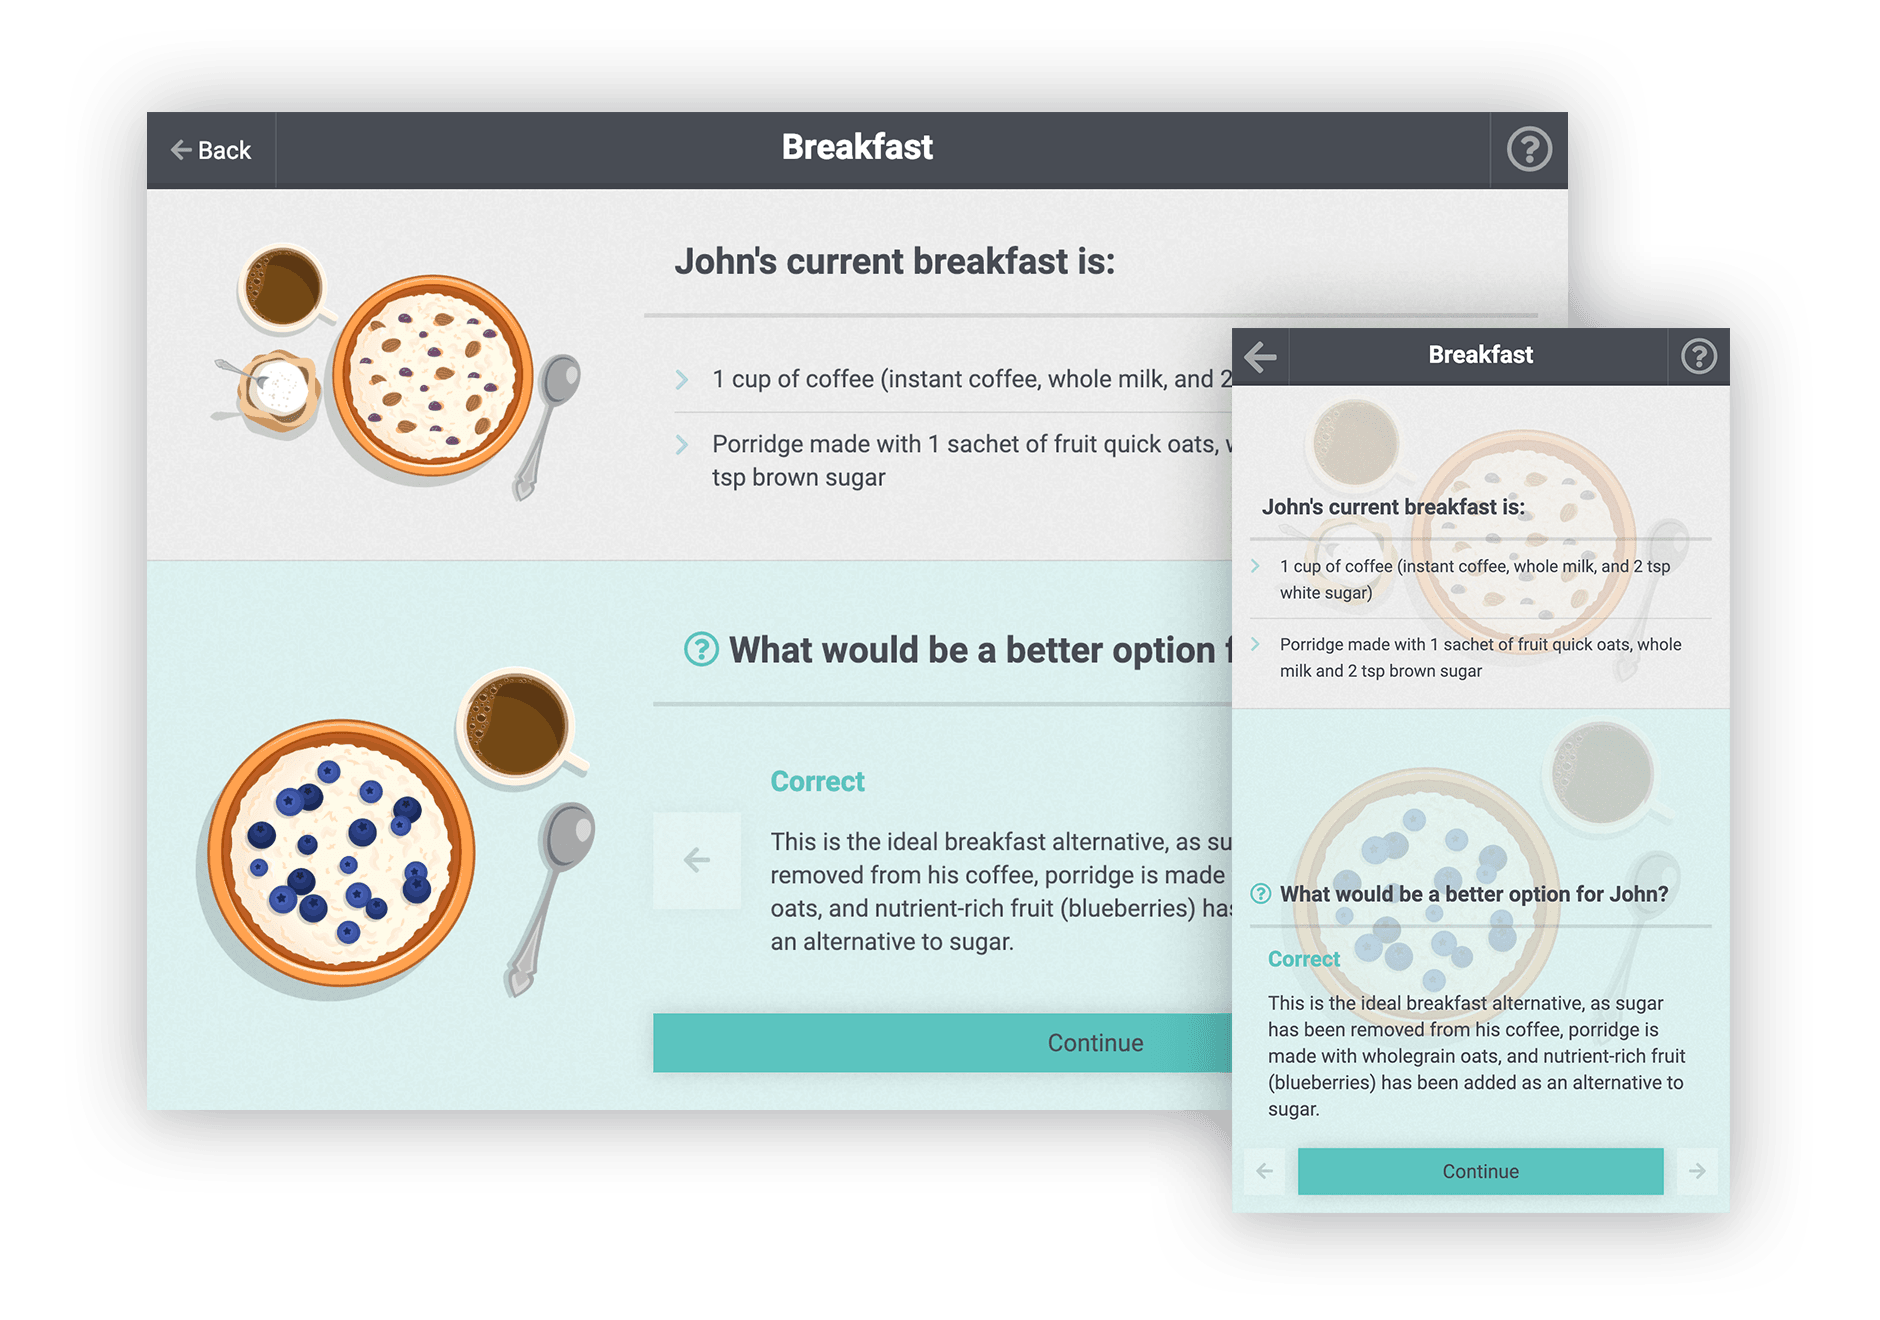 Back
Breakfast
John's current breakfast is:
1 cup of coffee (instant coffee, whole milk, and 2
Porridge made with 1 sachet of fruit quick oats,
tsp brown sugar
What would be a better option
Correct
This is the ideal breakfast alternative, as
removed from his coffee, porridge is made
oats, and nutrient-rich fruit (blueberries)
an alternative to sugar.
Continue
Breakfast
John's current breakfast is:
1 cup of coffee (instant coffee, whole milk, and 2 tsp
white sugar)
Porridge made with 1 sachet of fruit quick oats, whole
milk and 2 tsp brown sugar
What would be a better option for John?
Correct
This is the ideal breakfast alternative, as sugar
has been removed from his coffee, porridge is
made with wholegrain oats, and nutrient-rich fruit
(blueberries) has been added as an alternative to
sugar.
Continue